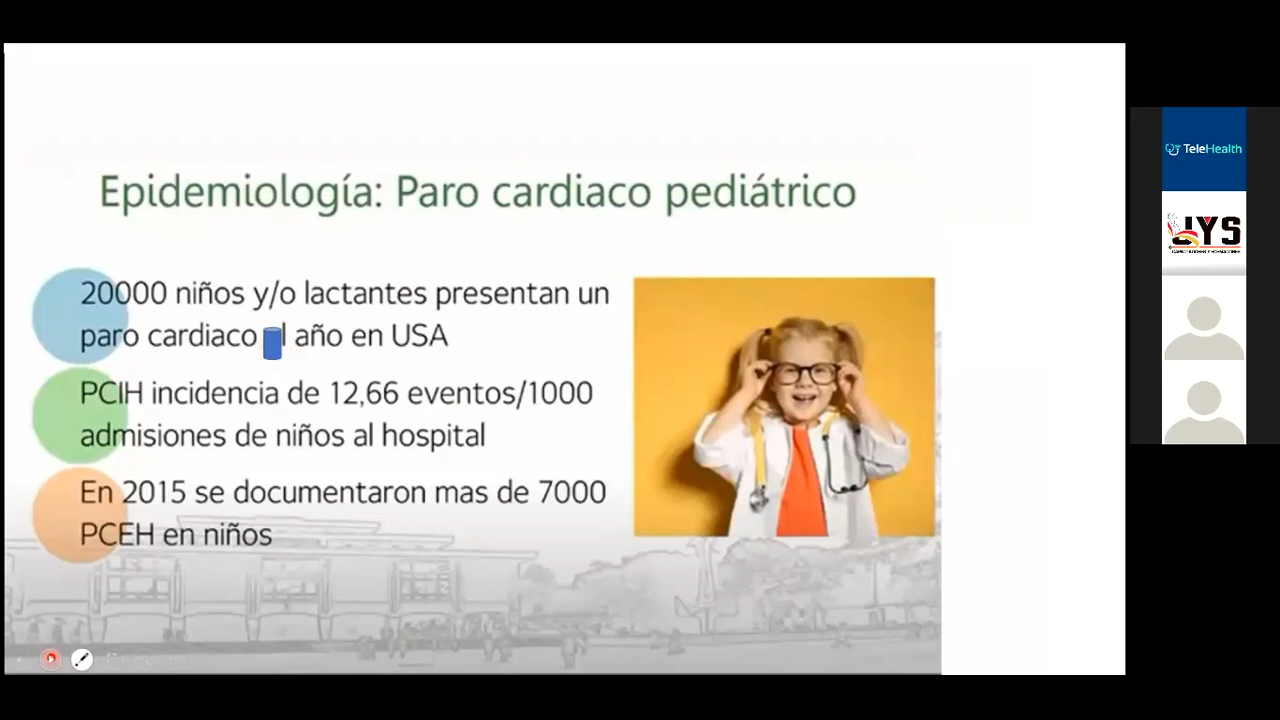 Epidemiología: Paro cardiaco pediátrico
20000 niños y/o lactantes presentan un
paro cardiaco l año en USA
PCIH incidencia de 12,66 eventos/1000
admisiones de niños al hospital
En 2015 se documentaron mas de 7000
PCEH en niños
TeleHealth
JYS